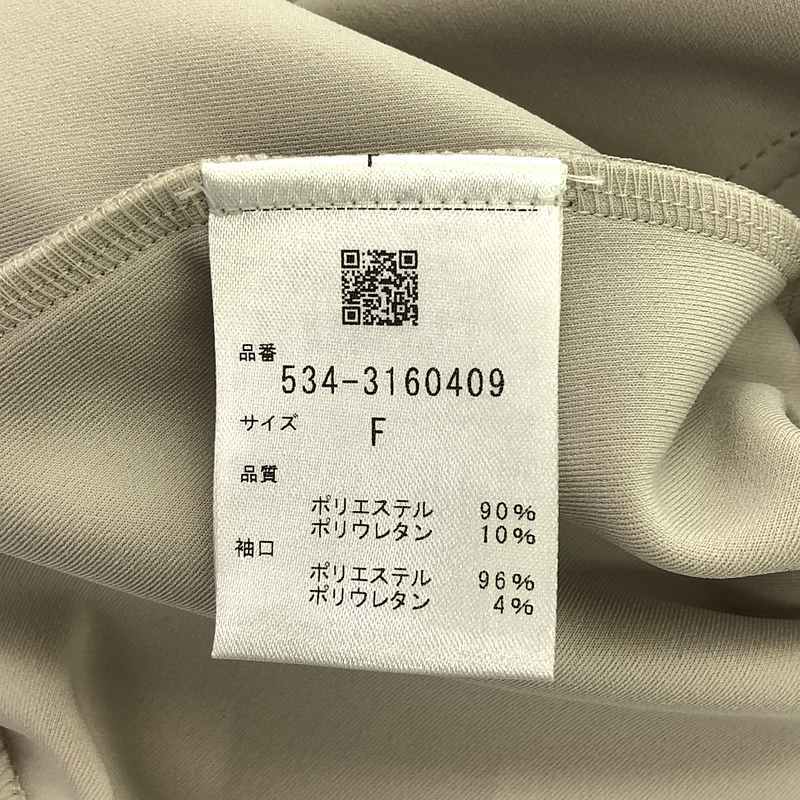 品番
534-3160409
サイズ F
品質
ポリエステル 90%
ポリウレタン 10%
袖口
ポリエステル 96%
ポリウレタン 4%